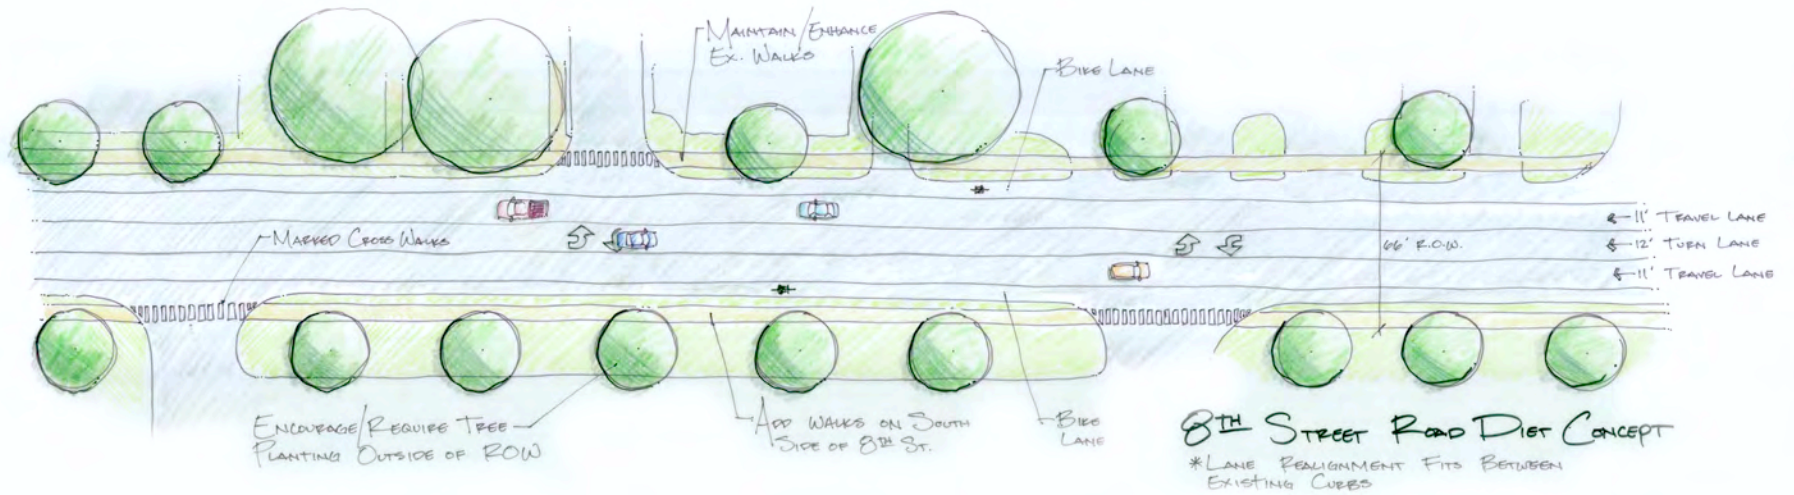 Maintain/Enhance
Ex. Walks
Bike Lane
Marked Cross Walks
11' Travel Lane
66' R.O.W.
12' Turn Lane
11' Travel Lane
Encourage/Require Tree
Planting Outside of ROW
Add Walks on South
Side of 8th St.
Bike
Lane
8th Street Road Diet Concept
*Lane Realignment Fits Between
Existing Curbs